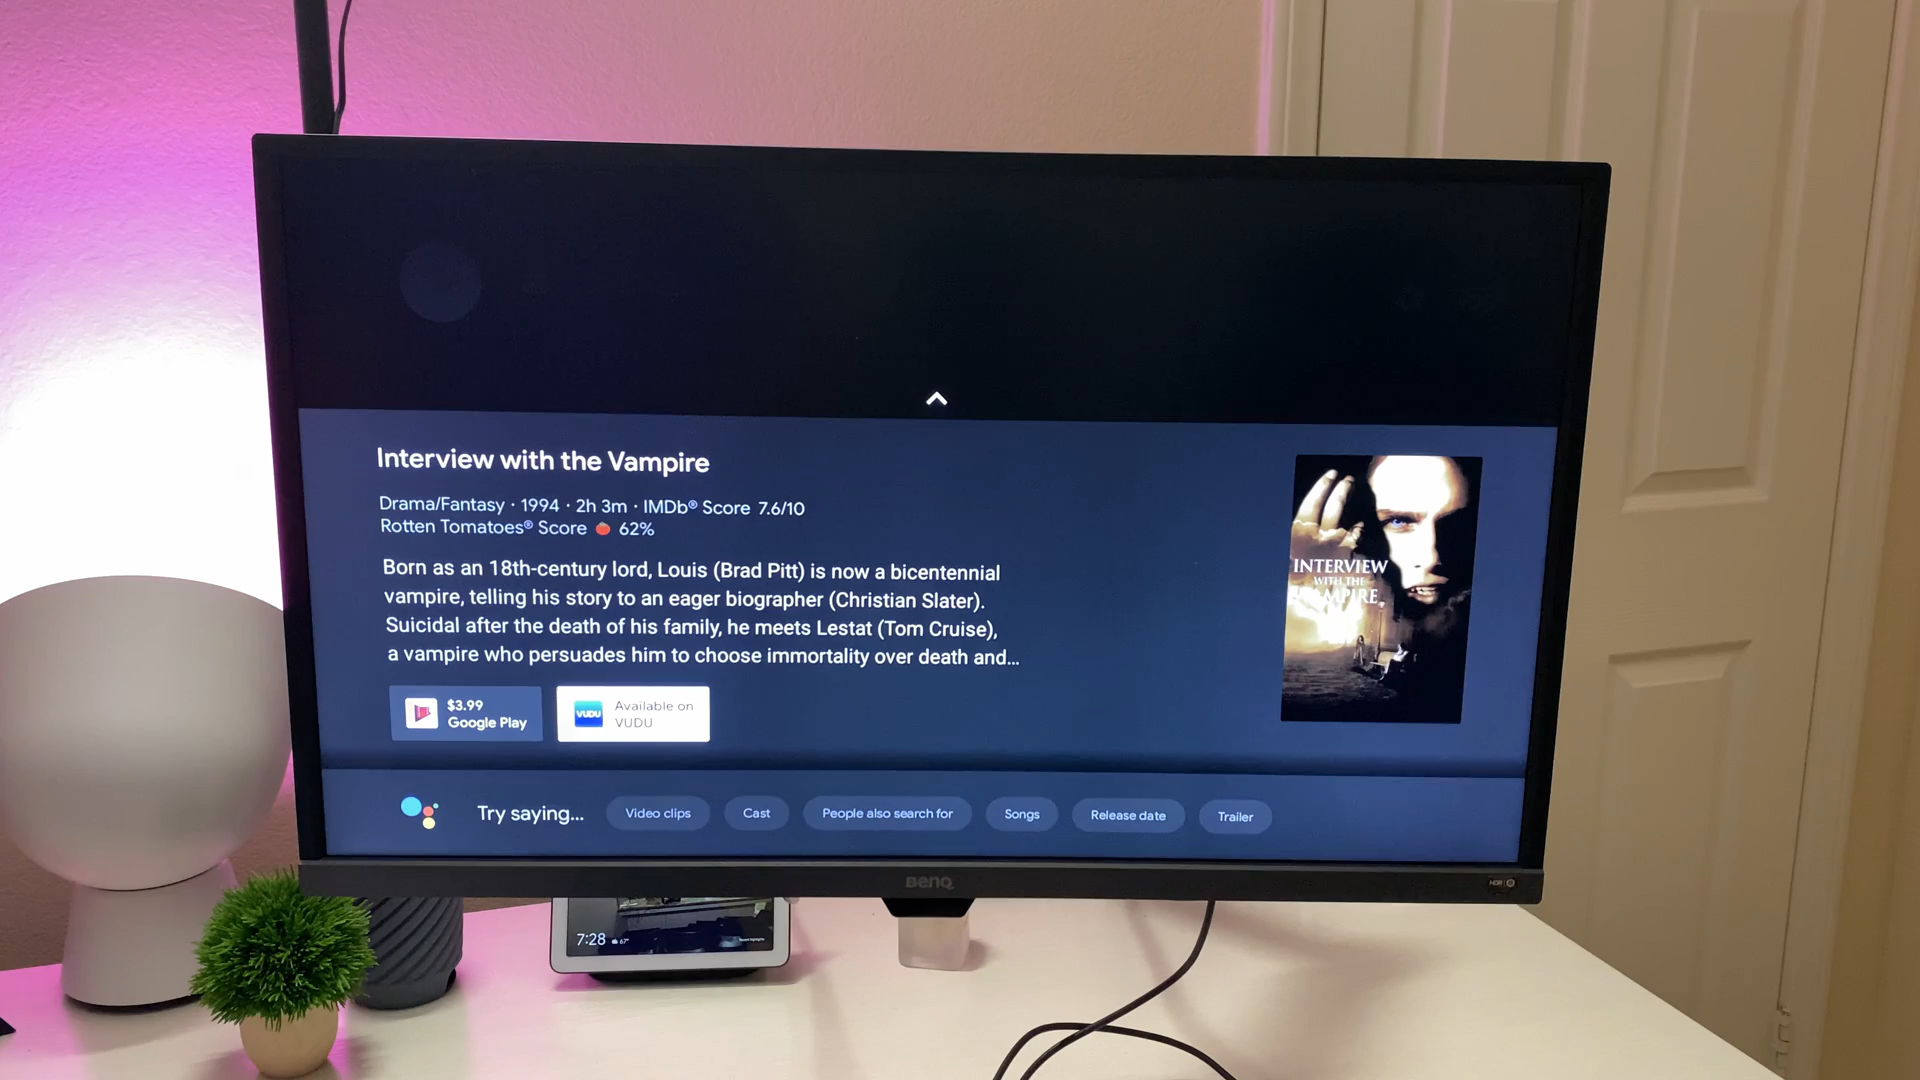 Interview with the Vampire
Drama/Fantasy · 1994 · 2h 3m · IMDb® Score 7.6/10
Rotten Tomatoes® Score 62%
Born as an 18th-century lord, Louis (Brad Pitt) is now a bicentennial
vampire, telling his story to an eager biographer (Christian Slater).
Suicidal after the death of his family, he meets Lestat (Tom Cruise),
a vampire who persuades him to choose immortality over death and...
$3.99
Google Play
VUDU
Available on
VUDU
INTERVIEW
WITH THE
VAMPIRE
Try saying...
Video clips
Cast
People also search for
Songs
Release date
Trailer
BenQ
HDR
7:28
67°